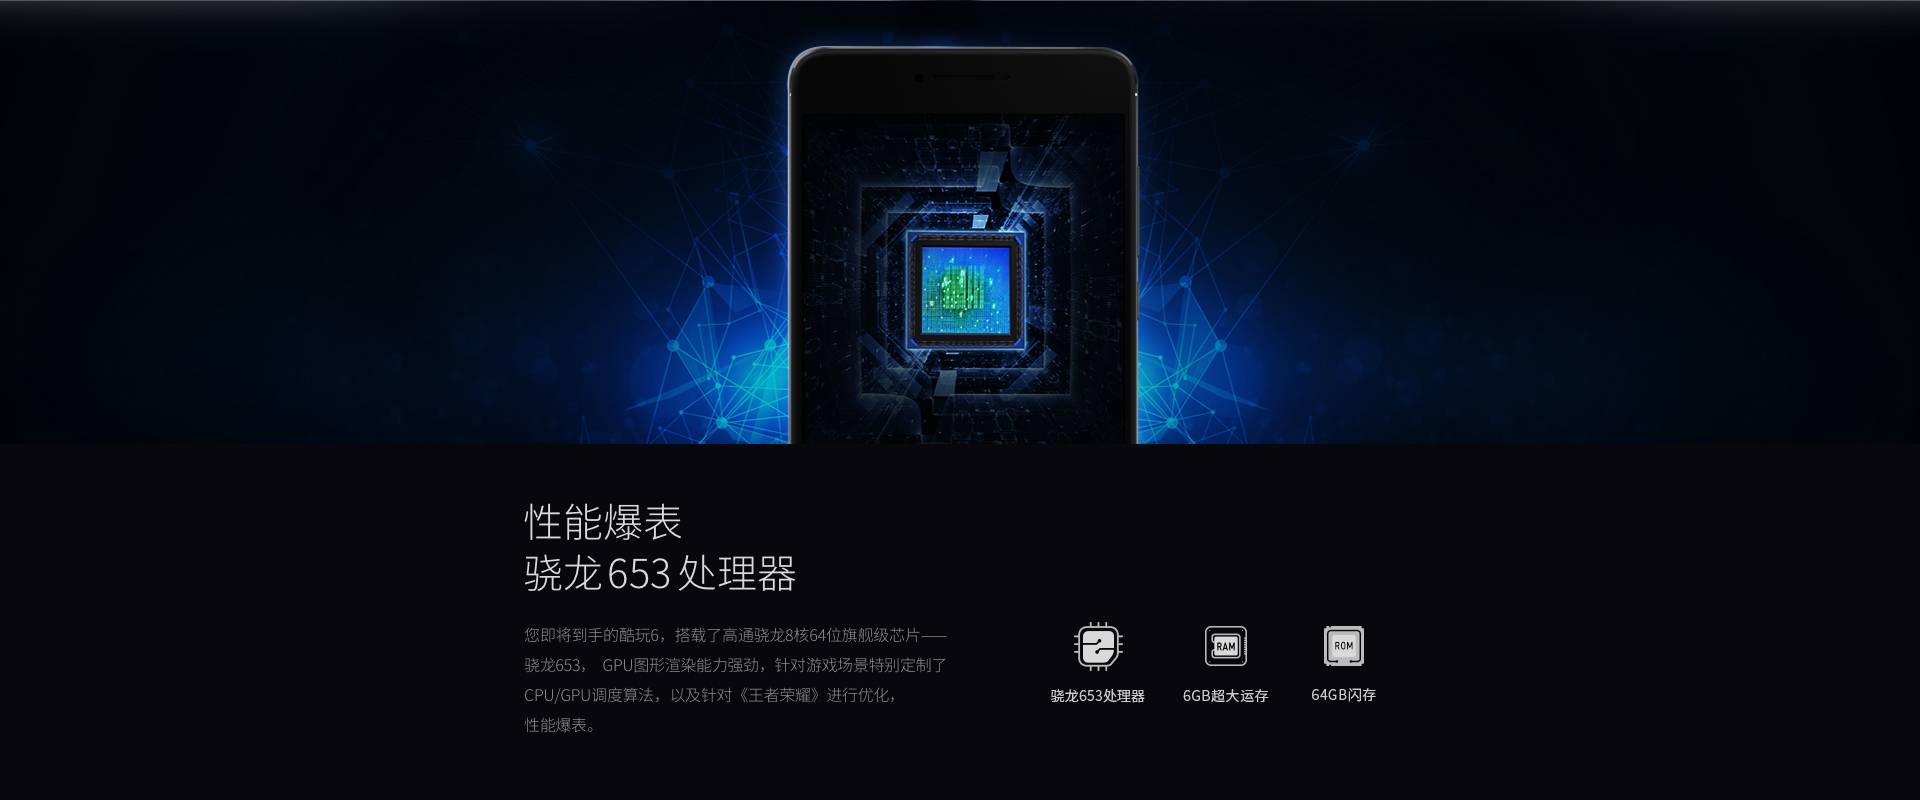 性能爆表
骁龙653处理器
您即将到手的酷玩6，搭载了高通骁龙8核64位旗舰级芯片——
骁龙653， GPU图形渲染能力强劲，针对游戏场景特别定制了
CPU/GPU调度算法，以及针对《王者荣耀》进行优化，
性能爆表。
RAM
ROM
骁龙653处理器
6GB超大运存
64GB闪存